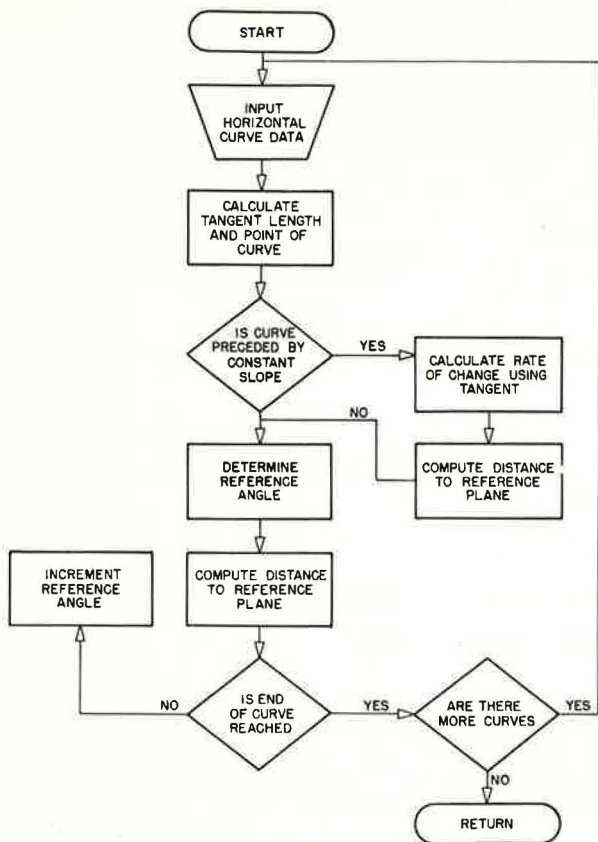 START
INPUT
HORIZONTAL
CURVE DATA
CALCULATE
TANGENT LENGTH
AND POINT OF
CURVE
IS CURVE
PRECEDED BY
CONSTANT
SLOPE
YES
CALCULATE RATE
OF CHANGE USING
TANGENT
NO
COMPUTE DISTANCE
TO REFERENCE
PLANE
DETERMINE
REFERENCE
ANGLE
COMPUTE DISTANCE
TO REFERENCE
PLANE
INCREMENT
REFERENCE
ANGLE
NO
IS END
OF CURVE
REACHED
YES
ARE THERE
MORE CURVES
YES
NO
RETURN